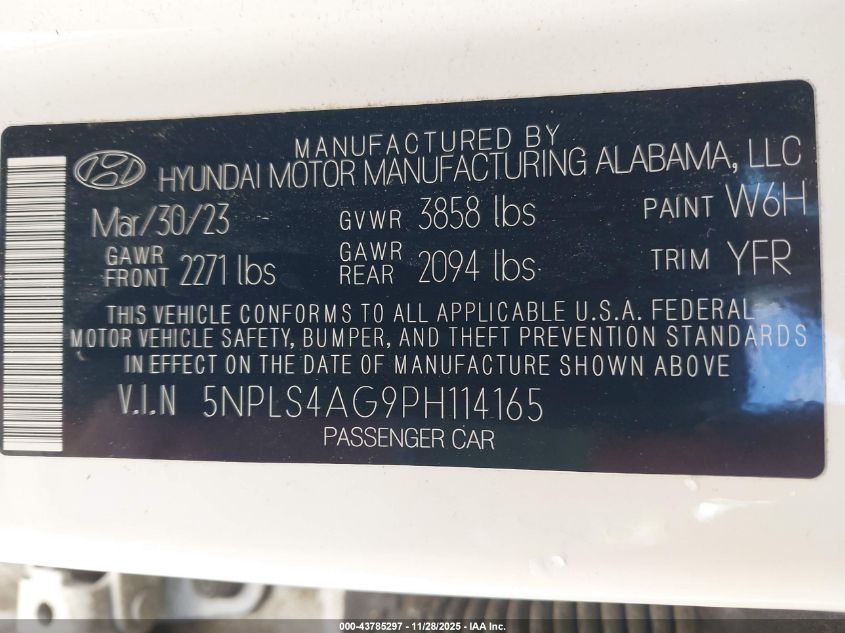 MANUFACTURED BY
HYUNDAI MOTOR MANUFACTURING ALABAMA, LLC
Mar/30/23 GVWR 3858 lbs PAINT W6H
GAWR FRONT 2271 lbs GAWR REAR 2094 lbs TRIM YFR
THIS VEHICLE CONFORMS TO ALL APPLICABLE U.S.A. FEDERAL
MOTOR VEHICLE SAFETY, BUMPER, AND THEFT PREVENTION STANDARDS
IN EFFECT ON THE DATE OF MANUFACTURE SHOWN ABOVE
V.I.N 5NPLS4AG9PH114165
PASSENGER CAR
000-43785297 - 11/28/2025 - IAA Inc.